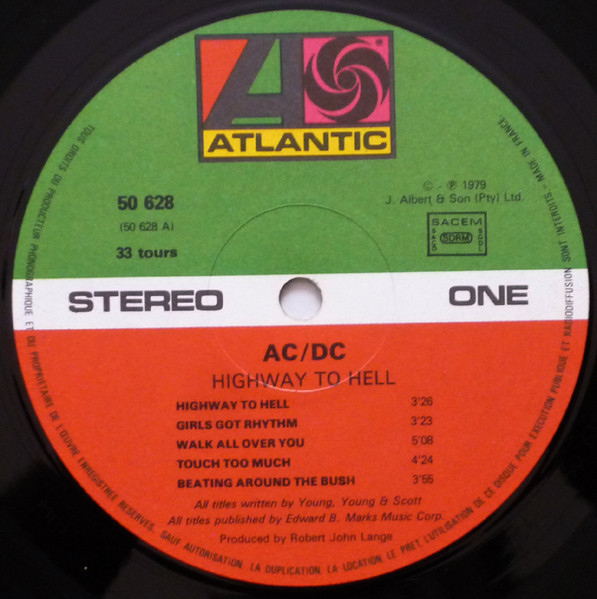 ATLANTIC
50 628
(50 628 A)
33 tours
© - ℗ 1979
J. Albert & Son (Pty) Ltd.
SACEM
SACD
SDRM
SGDL
STEREO
ONE
AC/DC
HIGHWAY TO HELL
HIGHWAY TO HELL 3'26
GIRLS GOT RHYTHM 3'23
WALK ALL OVER YOU 5'08
TOUCH TOO MUCH 4'24
BEATING AROUND THE BUSH 3'55
All titles written by Young, Young & Scott
All titles published by Edward B. Marks Music Corp.
Produced by Robert John Lange
TOUS DROITS DU PRODUCTEUR PHONOGRAPHIQUE ET DU PROPRIETAIRE DE L'ŒUVRE ENREGISTREE RESERVES. SAUF AUTORISATION. LA DUPLICATION. LA LOCATION. LE PRET. L'UTILISATION DE CE DISQUE POUR EXECUTION PUBLIQUE ET RADIODIFFUSION SONT INTERDITS - MADE IN FRANCE.